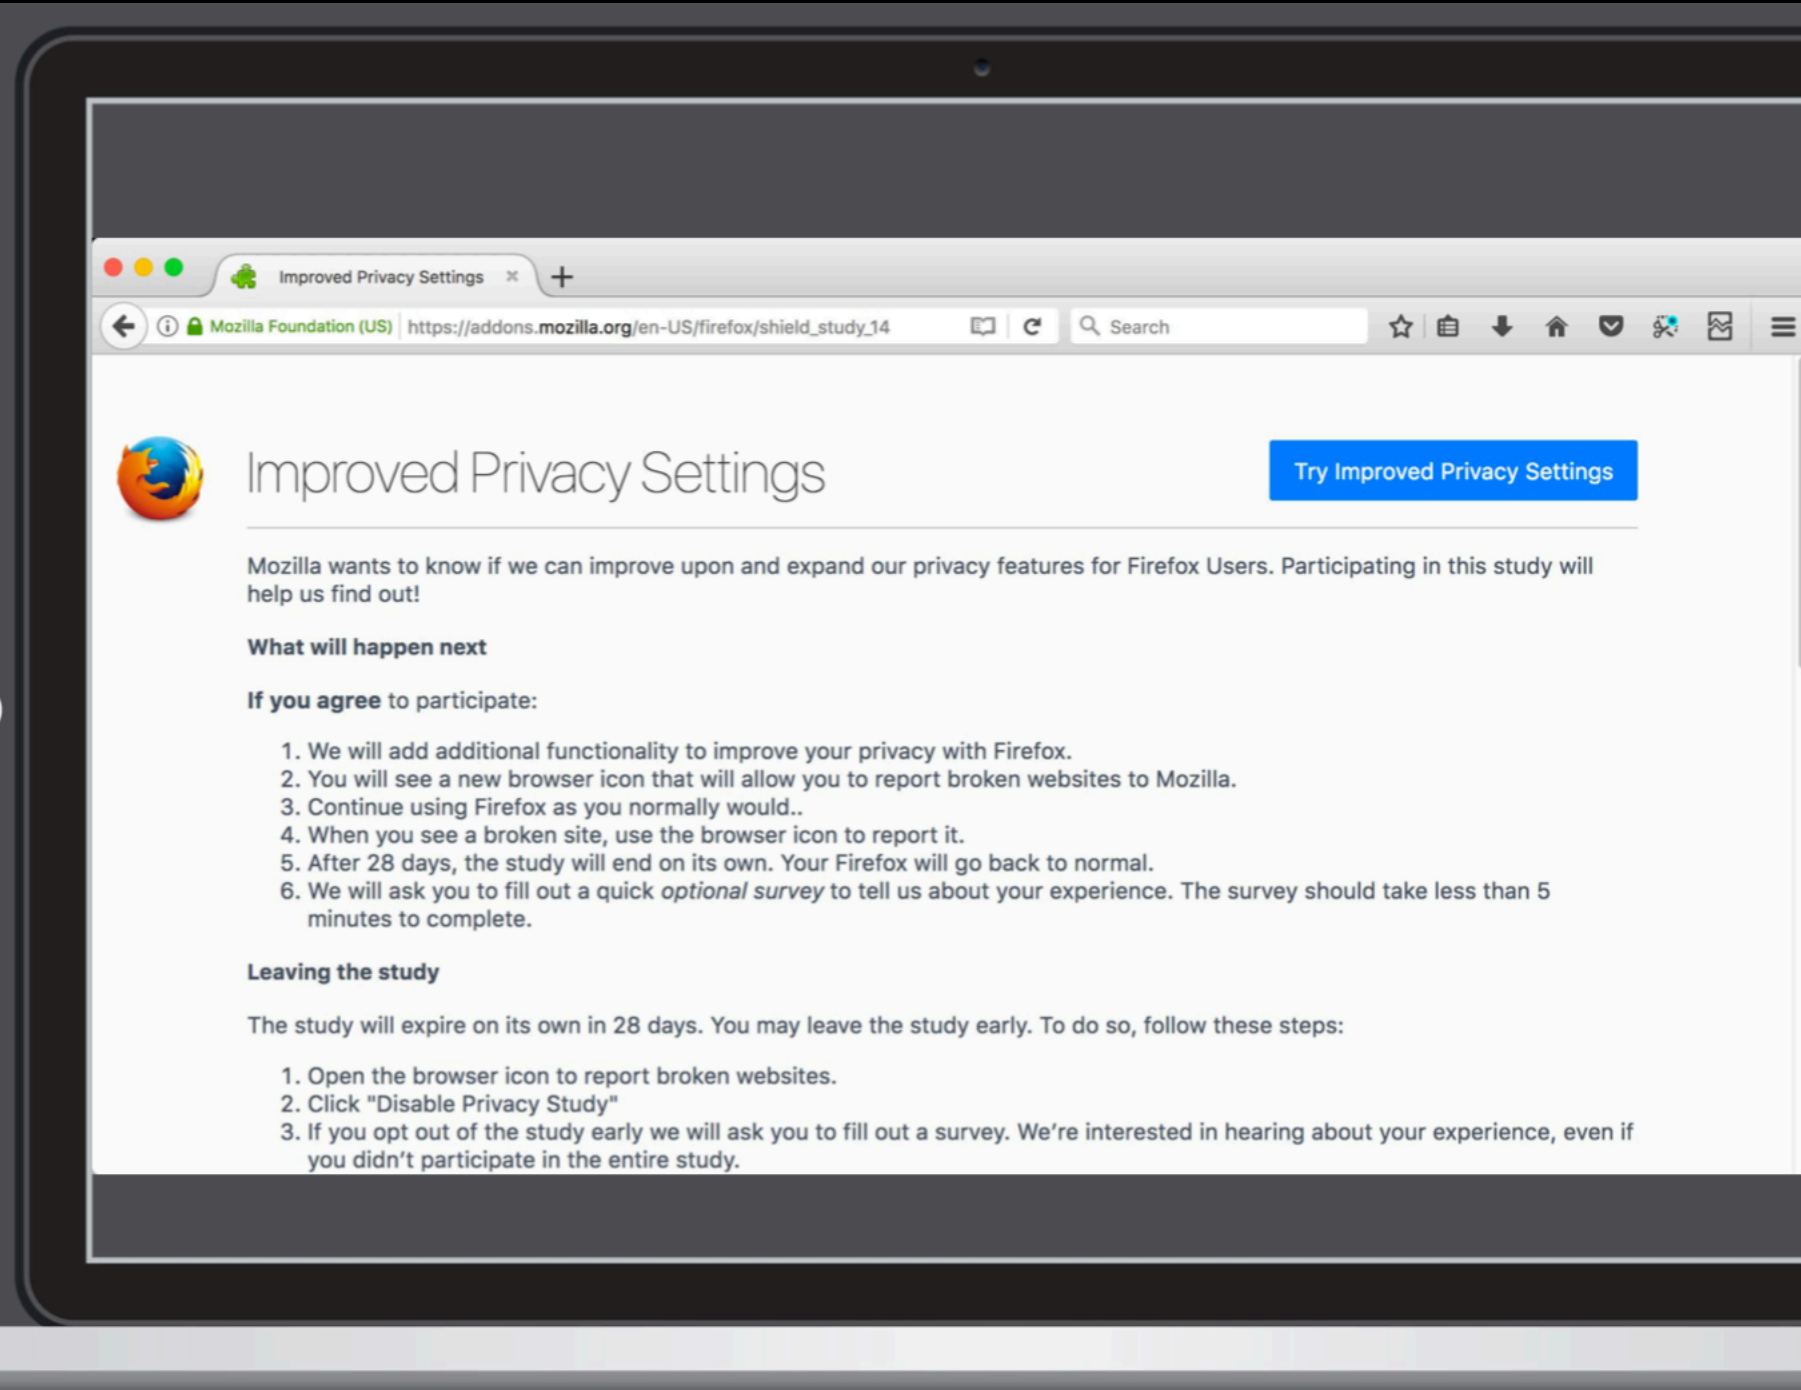 Improved Privacy Settings
Mozilla Foundation (US) https://addons.mozilla.org/en-US/firefox/shield_study_14 Search
Improved Privacy Settings
Try Improved Privacy Settings
Mozilla wants to know if we can improve upon and expand our privacy features for Firefox Users. Participating in this study will
help us find out!
What will happen next
If you agree to participate:
1. We will add additional functionality to improve your privacy with Firefox.
2. You will see a new browser icon that will allow you to report broken websites to Mozilla.
3. Continue using Firefox as you normally would..
4. When you see a broken site, use the browser icon to report it.
5. After 28 days, the study will end on its own. Your Firefox will go back to normal.
6. We will ask you to fill out a quick optional survey to tell us about your experience. The survey should take less than 5
minutes to complete.
Leaving the study
The study will expire on its own in 28 days. You may leave the study early. To do so, follow these steps:
1. Open the browser icon to report broken websites.
2. Click "Disable Privacy Study"
3. If you opt out of the study early we will ask you to fill out a survey. We’re interested in hearing about your experience, even if
you didn’t participate in the entire study.